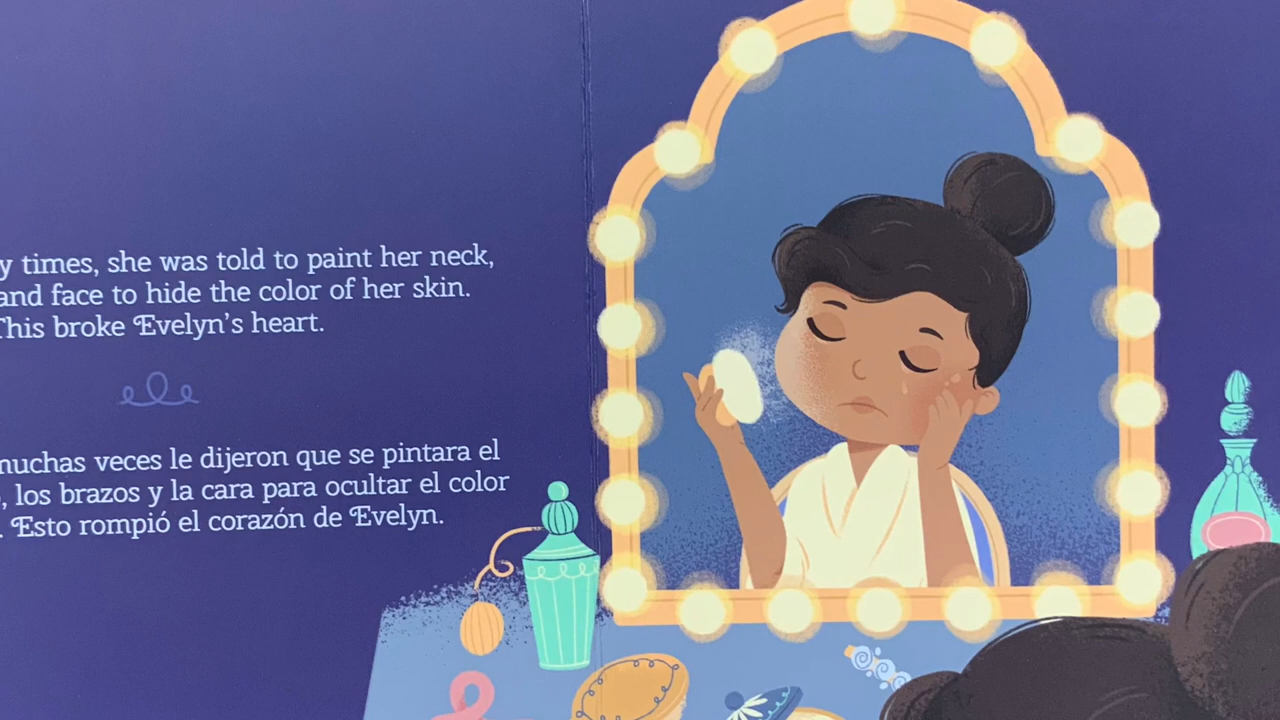 y times, she was told to paint her neck,
and face to hide the color of her skin.
This broke Evelyn's heart.
muchas veces le dijeron que se pintara el
, los brazos y la cara para ocultar el color
. Esto rompió el corazón de Evelyn.